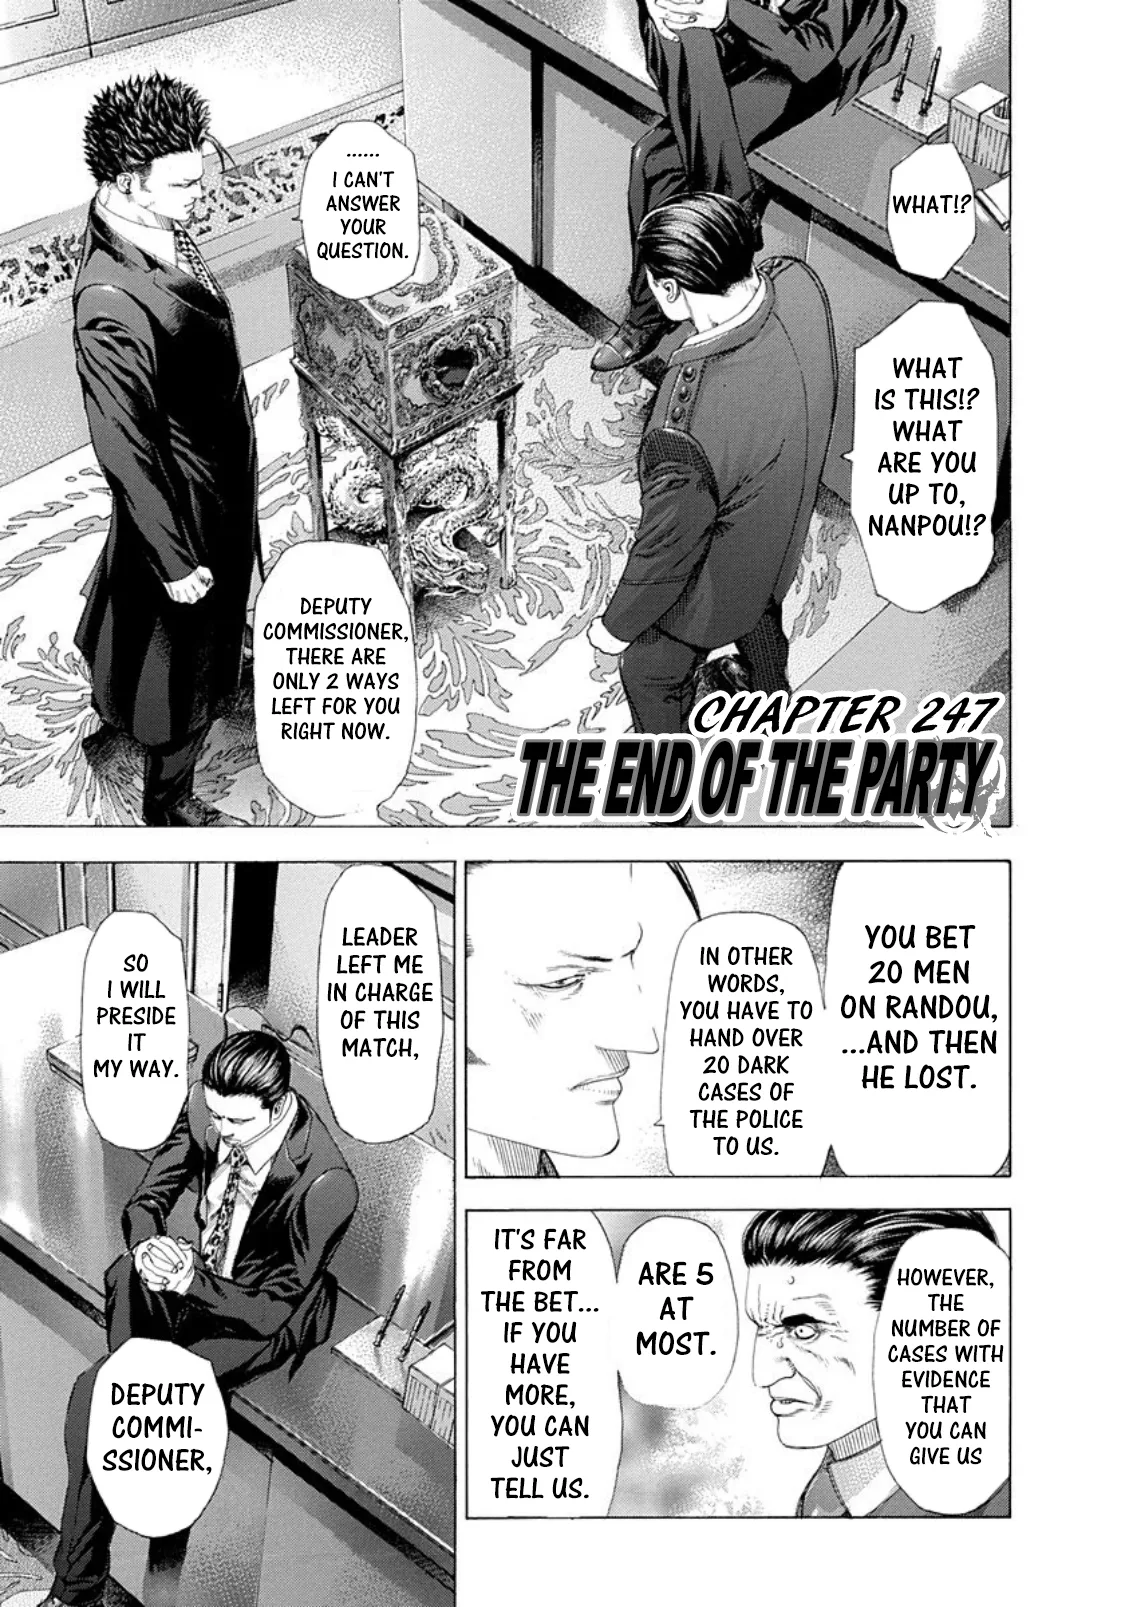 WHAT!?
WHAT
IS THIS!?
WHAT
ARE YOU
UP TO,
NANPOU!?
......
I CAN'T
ANSWER
YOUR
QUESTION.
DEPUTY
COMMISSIONER,
THERE ARE
ONLY 2 WAYS
LEFT FOR YOU
RIGHT NOW.
CHAPTER 247
THE END OF THE PARTY
YOU BET
20 MEN
ON RANDOU,
...AND THEN
HE LOST.
IN OTHER
WORDS,
YOU HAVE TO
HAND OVER
20 DARK
CASES OF
THE POLICE
TO US.
HOWEVER,
THE
NUMBER OF
CASES WITH
EVIDENCE
THAT
YOU CAN
GIVE US
ARE 5
AT
MOST.
IT'S FAR
FROM
THE BET...
IF YOU
HAVE
MORE,
YOU CAN
JUST
TELL US.
LEADER
LEFT ME
IN CHARGE
OF THIS
MATCH,
SO
I WILL
PRESIDE
IT
MY WAY.
DEPUTY
COMMI-
SSIONER,